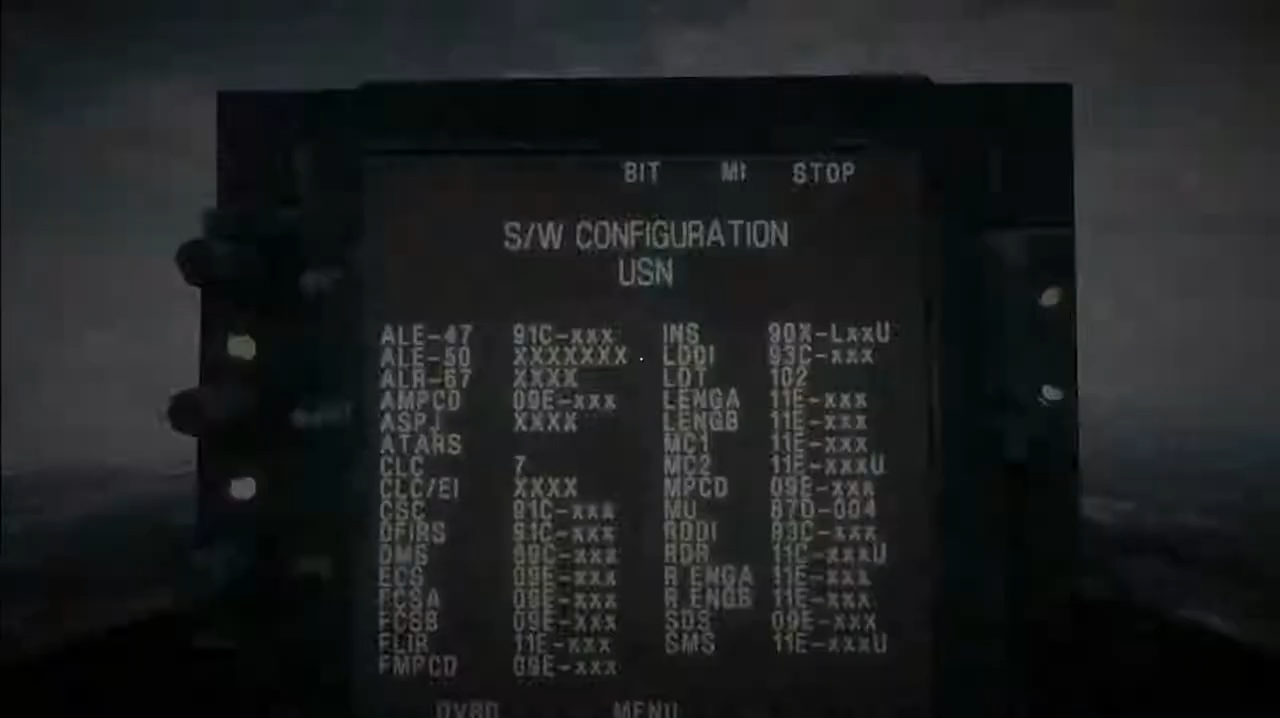 BIT MI STOP
S/W CONFIGURATION
USN
ALE-47 91C-xxx INS 90X-LxxU
ALE-50 XXXXXXX LDDI 93C-xxx
ALR-67 XXXX LDT 102
AMPCD 09E-xxx LENGA 11E-xxx
ASPJ XXXX LENGB 11E-xxx
ATARS MC1 11E-xxx
CLC 7 MC2 11E-xxxU
CLC/EI XXXX MPCD 09E-xxx
CSC 91C-xxx MU 87D-004
DFIRS 91C-xxx RDDI 93C-xxx
DMS 89C-xxx RDR 11C-xxxU
ECS 09E-xxx R ENGA 11E-xxx
FCSA 09E-xxx R ENGB 11E-xxx
FCSB 09E-xxx SDS 09E-xxx
FLIR 11E-xxx SMS 11E-xxxU
FMPCD 09E-xxx
OVRD MENU